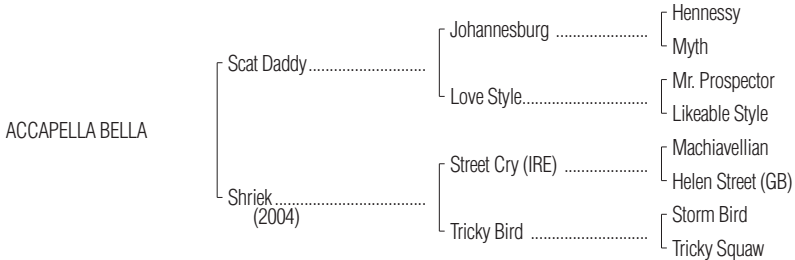 Hennessy
Johannesburg ....................
Myth
Scat Daddy..........................
Mr. Prospector
Love Style...........................
Likeable Style
ACCAPELLA BELLA
Machiavellian
Street Cry (IRE) ..................
Helen Street (GB)
Shriek .................................
(2004)
Storm Bird
Tricky Bird .........................
Tricky Squaw